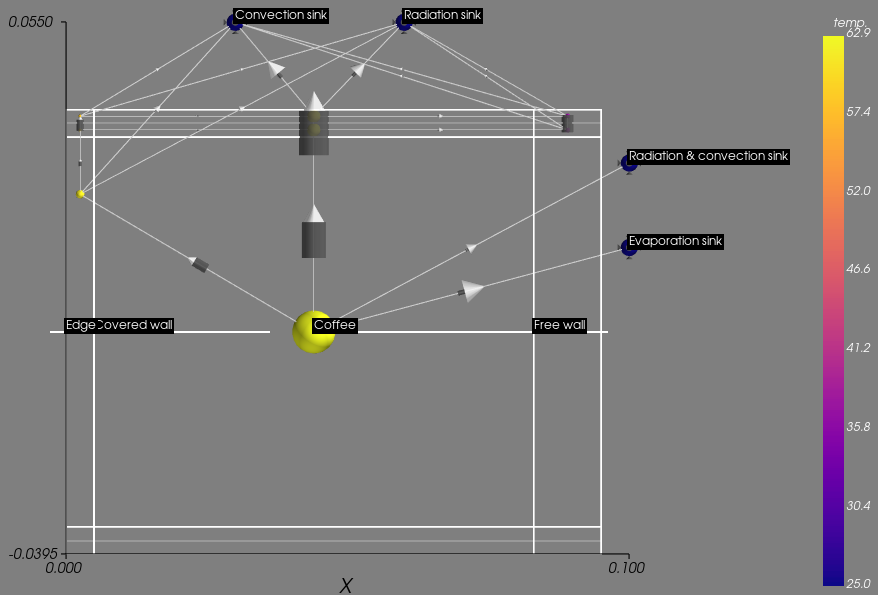 temp.
0.0550
Convection sink
Radiation sink
62.9
57.4
Radiation & convection sink
52.0
Evaporation sink
46.6
Edge
Covered wall
Coffee
Free wall
41.2
35.8
30.4
-0.0395
0.000
X
0.100
25.0